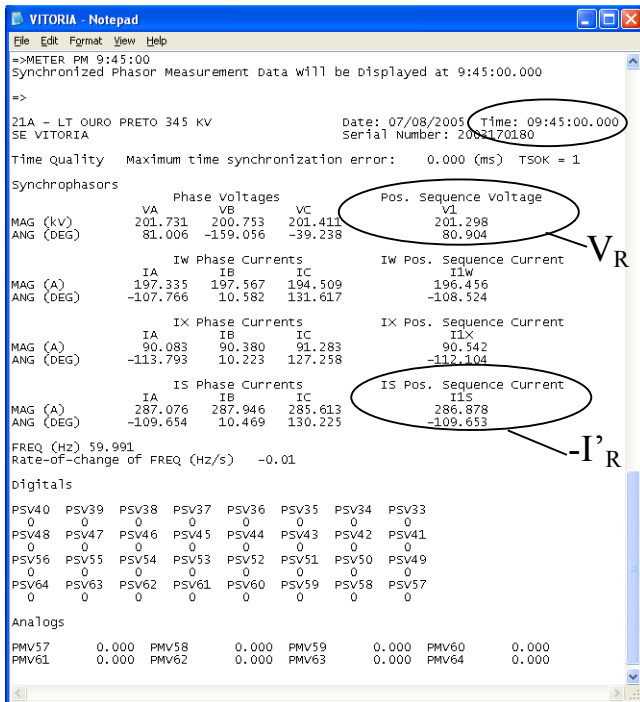 VITORIA - Notepad
File Edit Format View Help
=>METER PM 9:45:00
Synchronized Phasor Measurement Data Will be Displayed at 9:45:00.000
=>
21A - LT OURO PRETO 345 KV Date: 07/08/2005 Time: 09:45:00.000
SE VITORIA Serial Number: 2003170180
Time Quality Maximum time synchronization error: 0.000 (ms) TSOK = 1
Synchrophasors
Phase Voltages Pos. Sequence Voltage
VA VB VC V1
MAG (kV) 201.731 200.753 201.411 201.298
ANG (DEG) 81.006 -159.056 -39.238 80.904
VR
IW Phase Currents IW Pos. Sequence Current
IA IB IC I1W
MAG (A) 197.335 197.567 194.509 196.456
ANG (DEG) -107.766 10.582 131.617 -108.524
IX Phase Currents IX Pos. Sequence Current
IA IB IC I1X
MAG (A) 90.083 90.380 91.283 90.542
ANG (DEG) -113.793 10.223 127.258 -112.104
IS Phase Currents IS Pos. Sequence Current
IA IB IC I1S
MAG (A) 287.076 287.946 285.613 286.878
ANG (DEG) -109.654 10.469 130.225 -109.653
-I'R
FREQ (Hz) 59.991
Rate-of-change of FREQ (Hz/s) -0.01
Digitals
PSV40 PSV39 PSV38 PSV37 PSV36 PSV35 PSV34 PSV33
0 0 0 0 0 0 0 0
PSV48 PSV47 PSV46 PSV45 PSV44 PSV43 PSV42 PSV41
0 0 0 0 0 0 0 0
PSV56 PSV55 PSV54 PSV53 PSV52 PSV51 PSV50 PSV49
0 0 0 0 0 0 0 0
PSV64 PSV63 PSV62 PSV61 PSV60 PSV59 PSV58 PSV57
0 0 0 0 0 0 0 0
Analogs
PMV57 0.000 PMV58 0.000 PMV59 0.000 PMV60 0.000
PMV61 0.000 PMV62 0.000 PMV63 0.000 PMV64 0.000